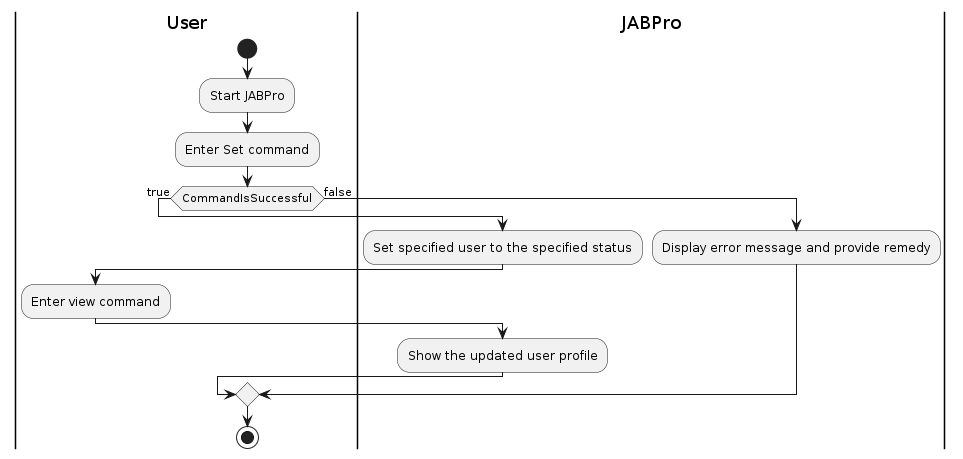 User
JABPro
Start JABPro
Enter Set command
true
CommandIsSuccessful
false
Set specified user to the specified status
Display error message and provide remedy
Enter view command
Show the updated user profile